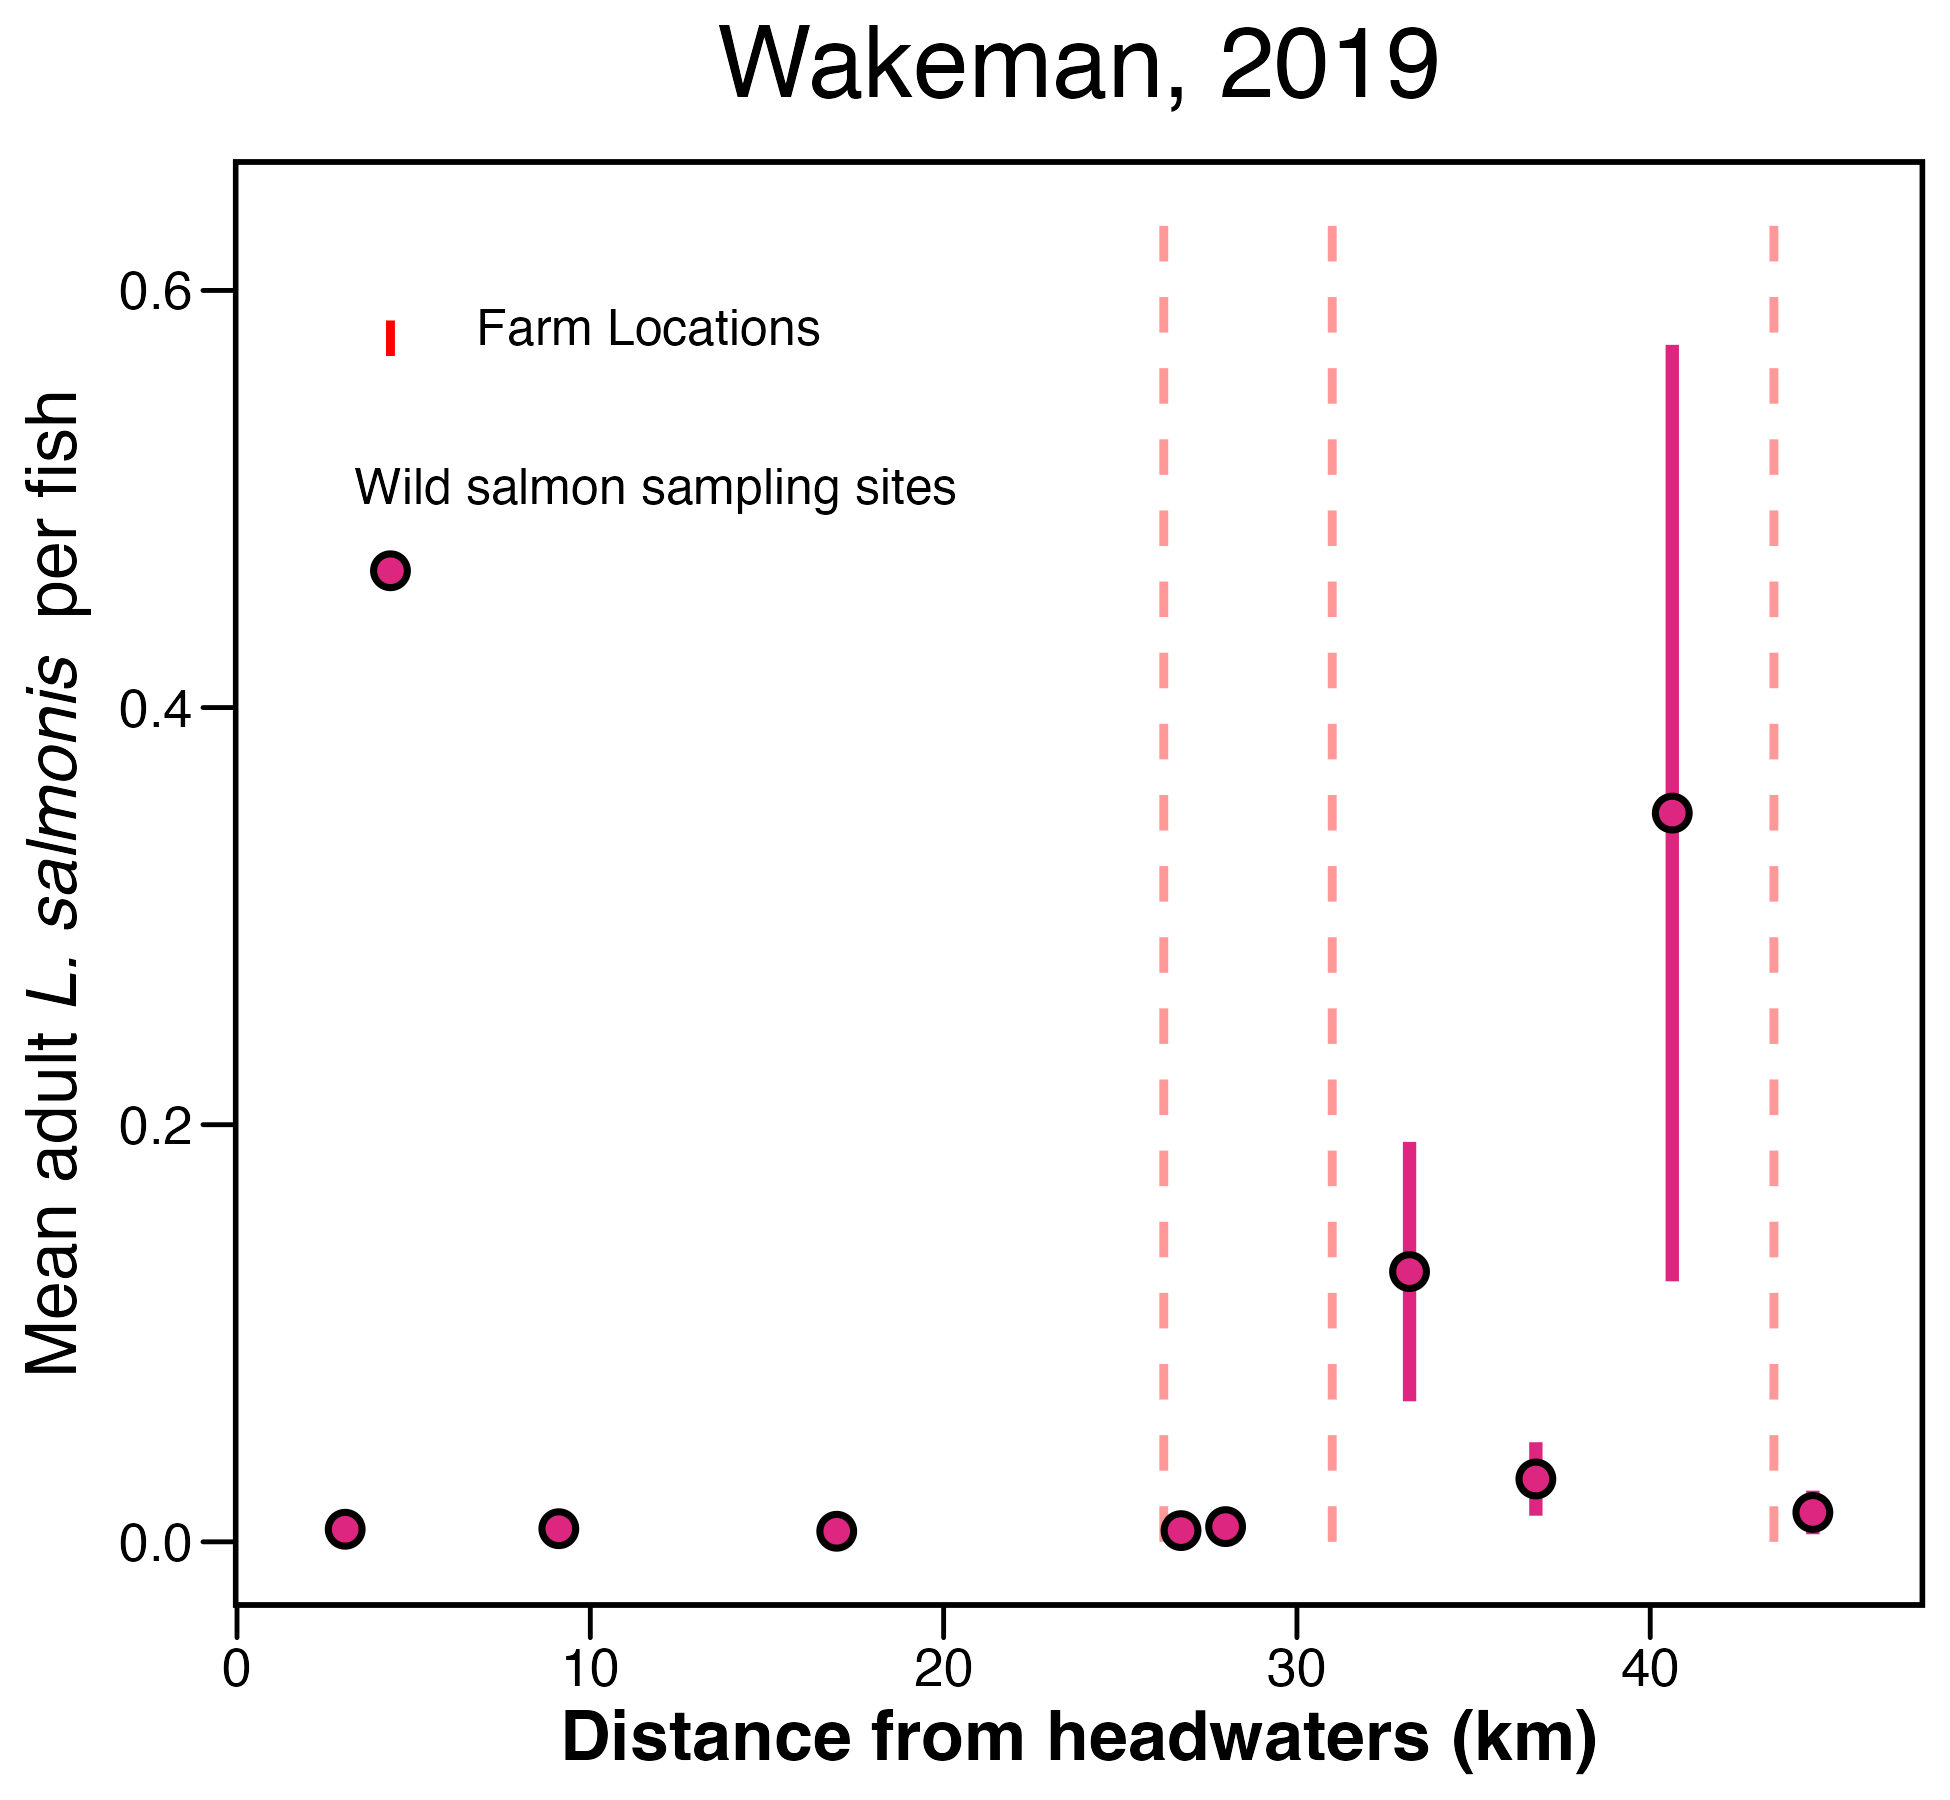 Wakeman, 2019
0.6
0.4
0.2
0.0
Mean adult L. salmonis per fish
Farm Locations
Wild salmon sampling sites
0 10 20 30 40
Distance from headwaters (km)